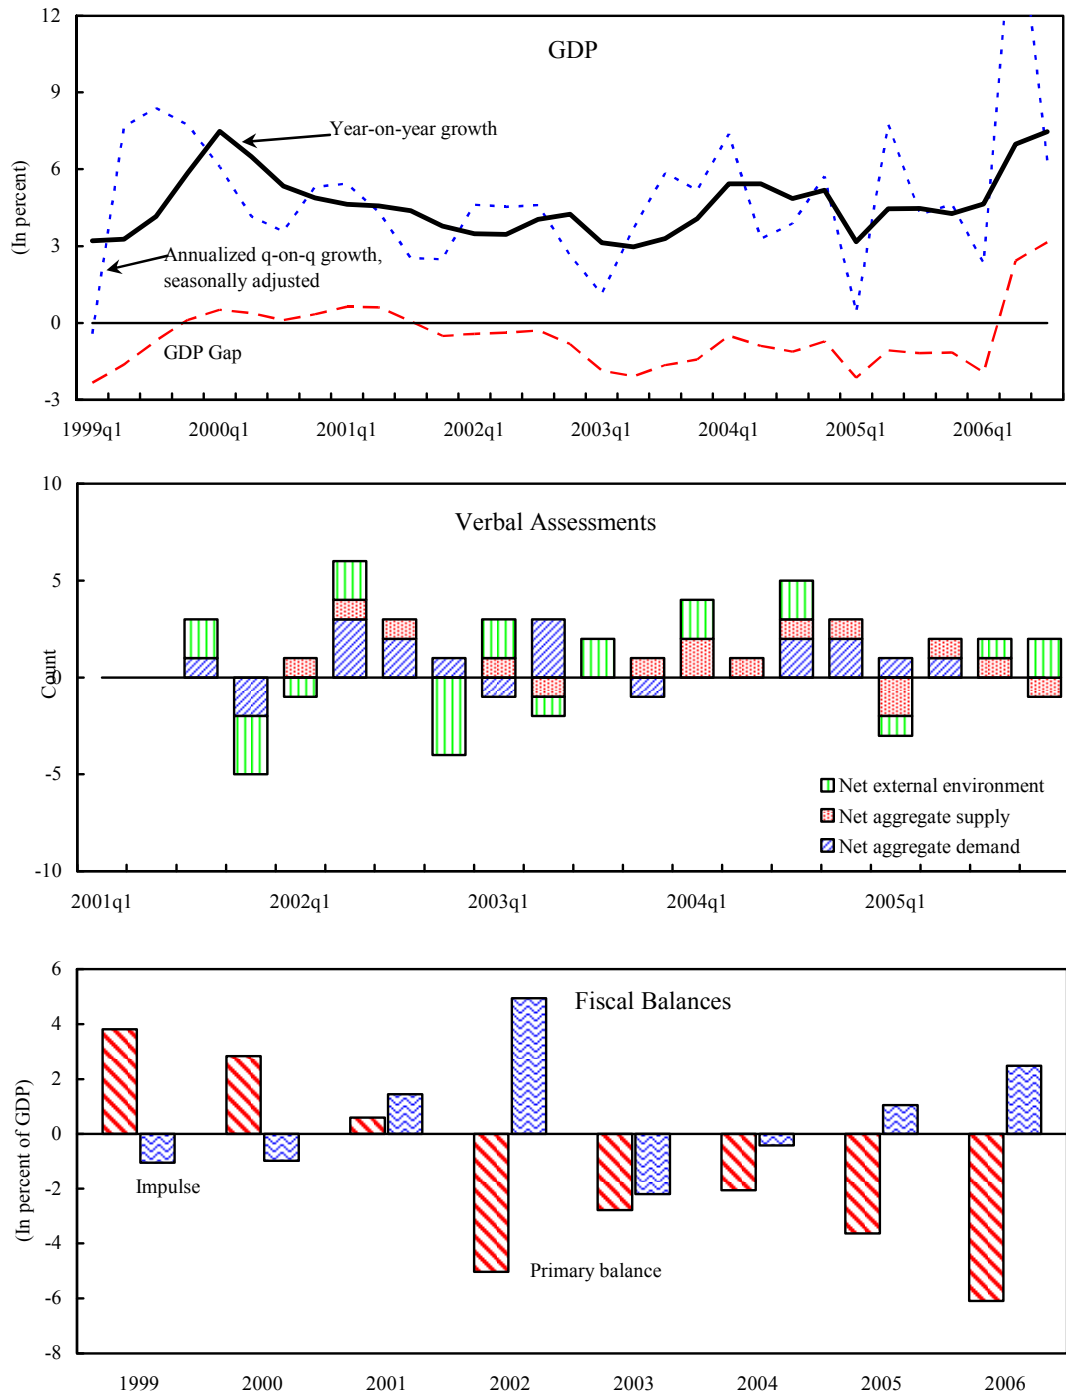 GDP
12
9
6
3
0
-3
(In percent)
Year-on-year growth
Annualized q-on-q growth,
seasonally adjusted
GDP Gap
1999q1 2000q1 2001q1 2002q1 2003q1 2004q1 2005q1 2006q1
Verbal Assessments
10
5
0
-5
-10
Count
Net external environment
Net aggregate supply
Net aggregate demand
2001q1 2002q1 2003q1 2004q1 2005q1
Fiscal Balances
6
4
2
0
-2
-4
-6
-8
(In percent of GDP)
Impulse
Primary balance
1999 2000 2001 2002 2003 2004 2005 2006